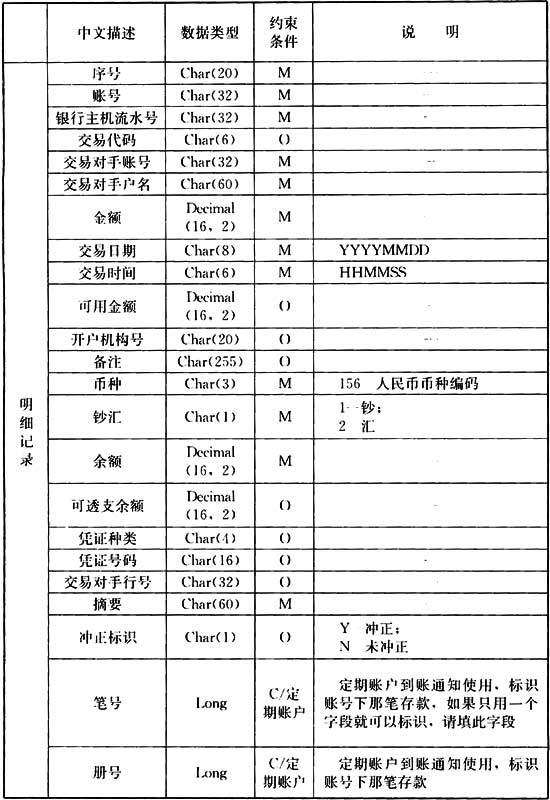 中文描述 数据类型 约束条件 说 明
明细记录
序号 Char(20) M
账号 Char(32) M
银行主机流水号 Char(32) M
交易代码 Char(6) O
交易对手账号 Char(32) M
交易对手户名 Char(60) M
金额 Decimal(16, 2) M
交易日期 Char(8) M YYYYMMDD
交易时间 Char(6) M HHMMSS
可用金额 Decimal(16, 2) O
开户机构号 Char(20) O
备注 Char(255) O
币种 Char(3) M 156 人民币币种编码
钞汇 Char(1) M 1--钞;
2 汇
余额 Decimal(16, 2) M
可透支余额 Decimal(16, 2) O
凭证种类 Char(4) O
凭证号码 Char(16) O
交易对手行号 Char(32) O
摘要 Char(60) M
冲正标识 Char(1) O Y 冲正;
N 未冲正
笔号 Long C/定期账户 定期账户到账通知使用，标识
账号下那笔存款，如果只用一个
字段就可以标识，请填此字段
册号 Long C/定期账户 定期账户到账通知使用，标识
账号下那笔存款